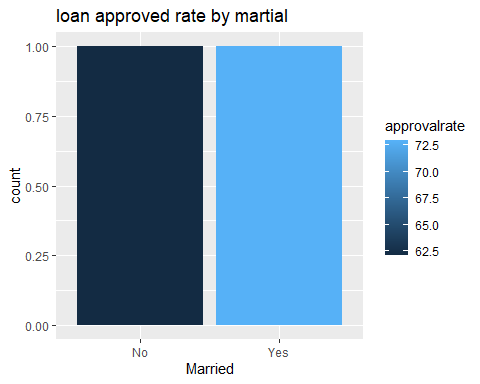 loan approved rate by martial
1.00
0.75
0.50
0.25
0.00
count
No Yes
Married
approvalrate
72.5
70.0
67.5
65.0
62.5